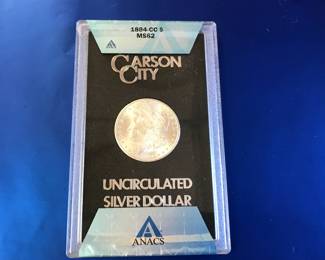 1884-CC $
MS62
CARSON
CITY
UNCIRCULATED
SILVER DOLLAR
ANACS